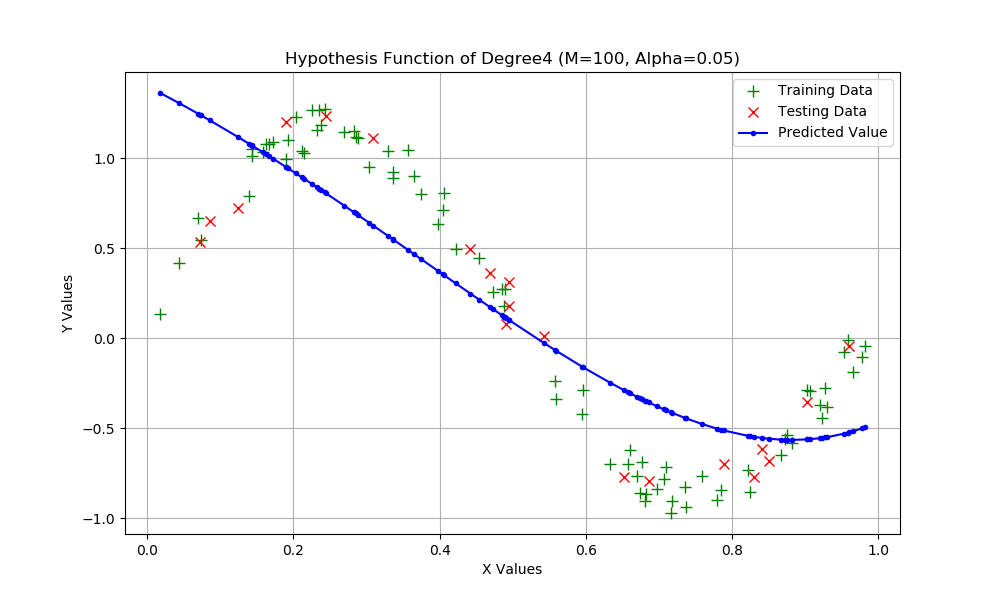 Hypothesis Function of Degree4 (M=100, Alpha=0.05)
Training Data
Testing Data
Predicted Value
1.0
0.5
0.0
−0.5
−1.0
Y Values
0.0 0.2 0.4 0.6 0.8 1.0
X Values